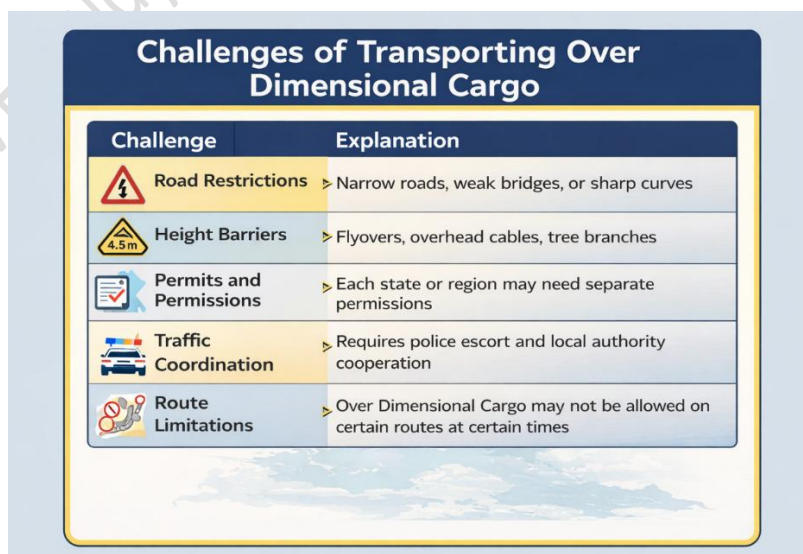 Challenges of Transporting Over
Dimensional Cargo
Challenge Explanation
Road Restrictions Narrow roads, weak bridges, or sharp curves
4.5 m
Height Barriers Flyovers, overhead cables, tree branches
Permits and
Permissions
Each state or region may need separate
permissions
Traffic
Coordination
Requires police escort and local authority
cooperation
Route
Limitations
Over Dimensional Cargo may not be allowed on
certain routes at certain times